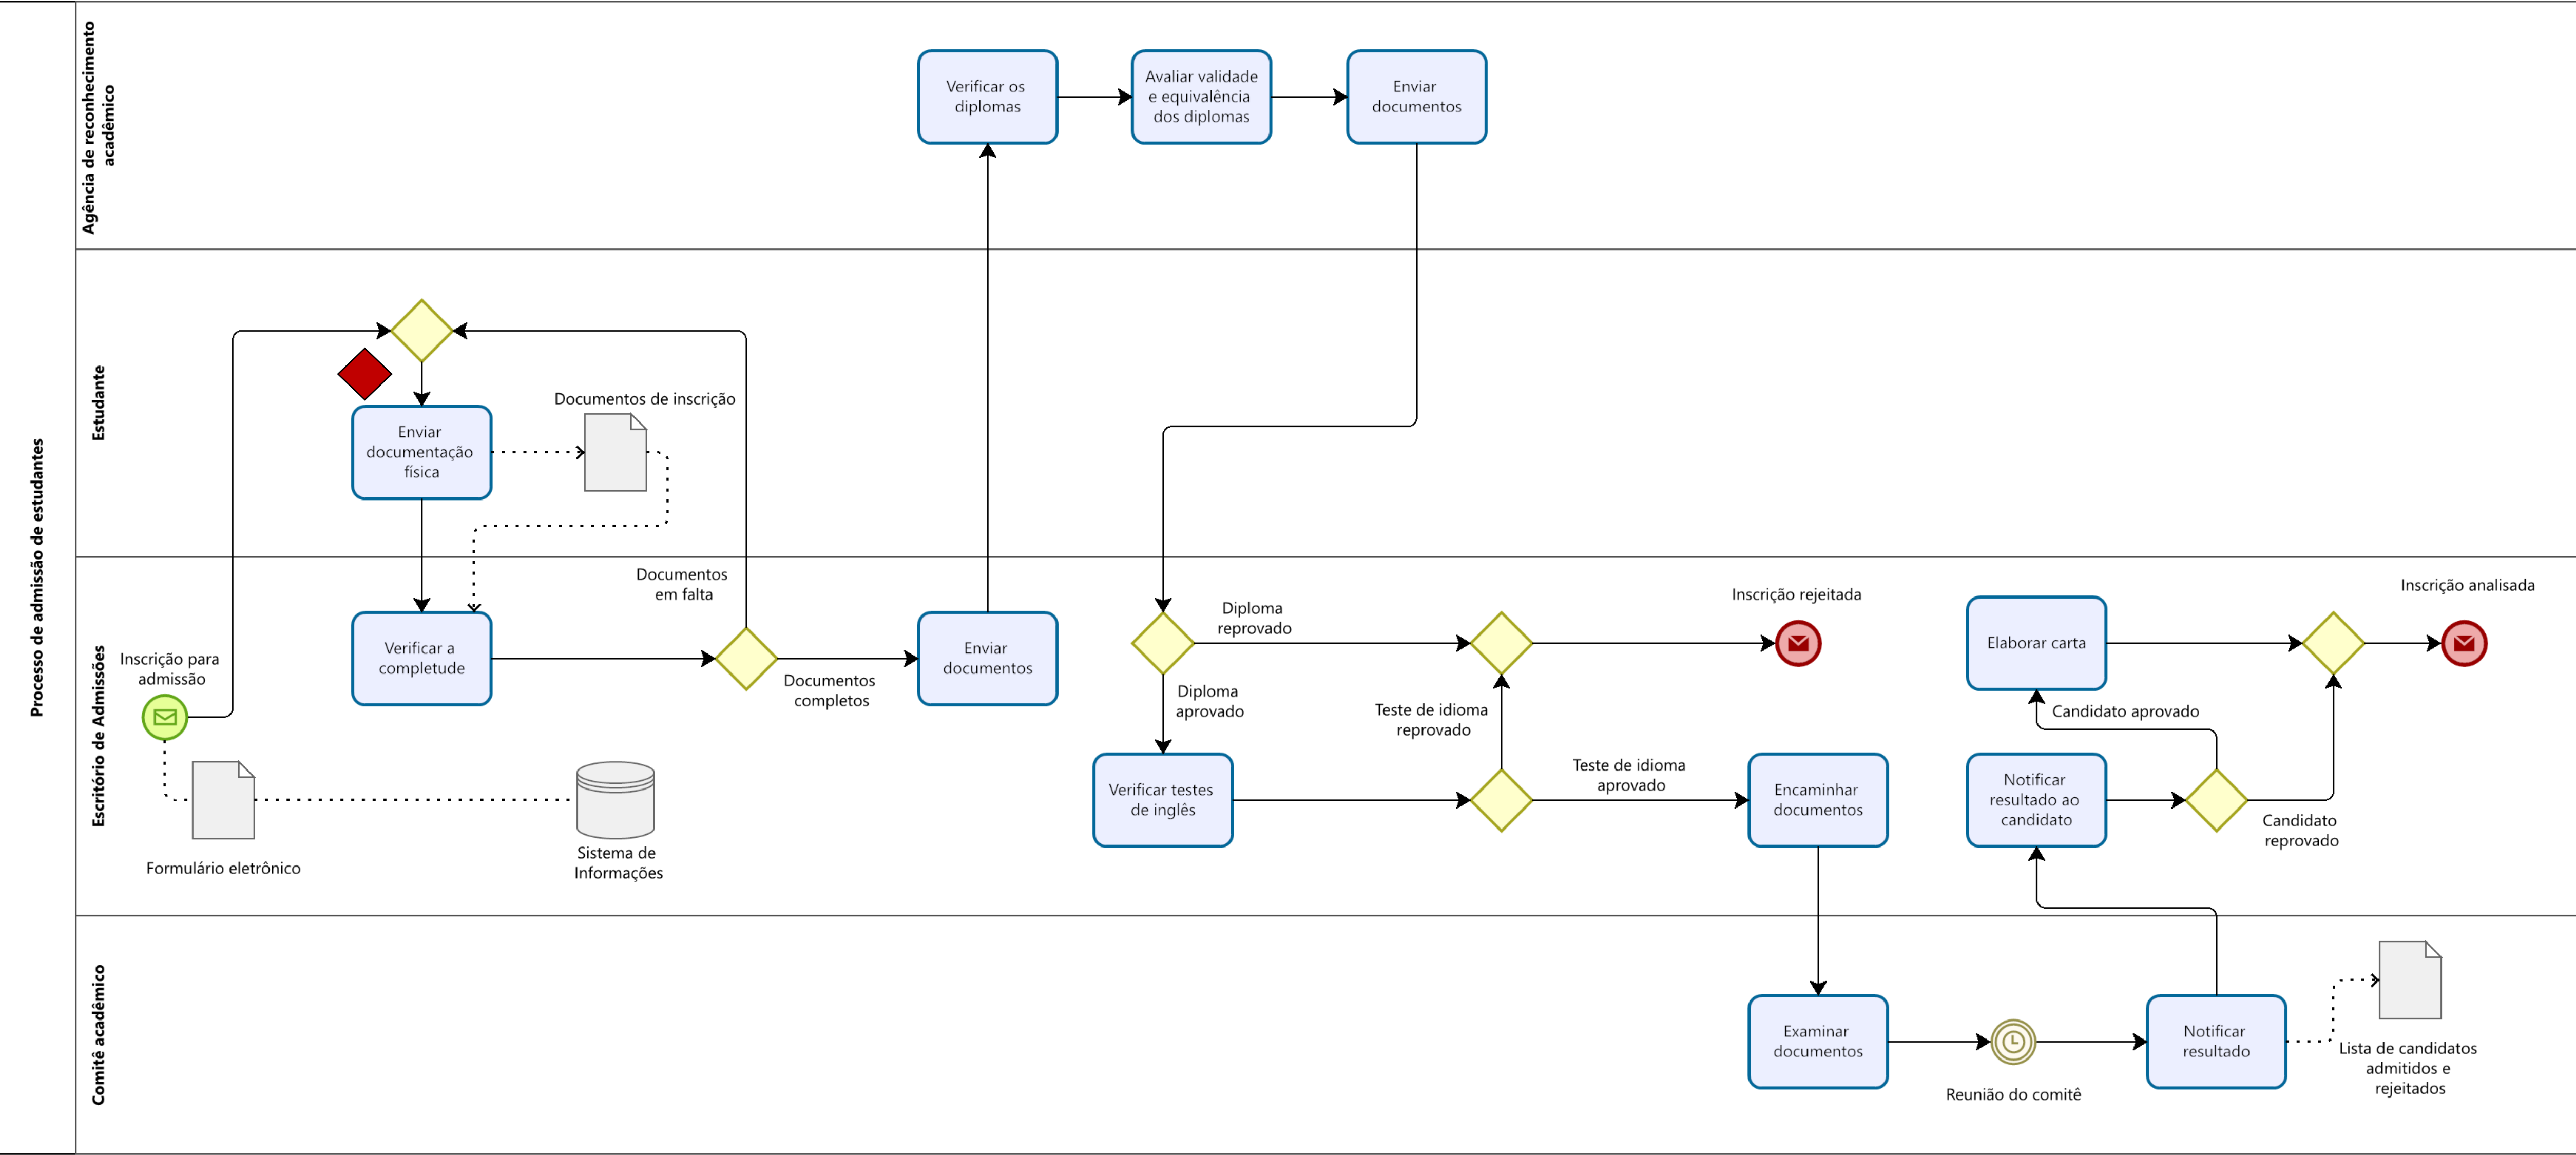 Processo de admissão de estudantes
Agência de reconhecimento
acadêmico
Verificar os
diplomas
Avaliar validade
e equivalência
dos diplomas
Enviar
documentos
Estudante
Documentos de inscrição
Enviar
documentação
física
Escritório de Admissões
Inscrição para
admissão
Formulário eletrônico
Sistema de
Informações
Verificar a
completude
Documentos
em falta
Documentos
completos
Enviar
documentos
Diploma
reprovado
Diploma
aprovado
Verificar testes
de inglês
Teste de idioma
reprovado
Teste de idioma
aprovado
Inscrição rejeitada
Encaminhar
documentos
Elaborar carta
Candidato aprovado
Notificar
resultado ao
candidato
Candidato
reprovado
Inscrição analisada
Comitê acadêmico
Examinar
documentos
Reunião do comitê
Notificar
resultado
Lista de candidatos
admitidos e
rejeitados